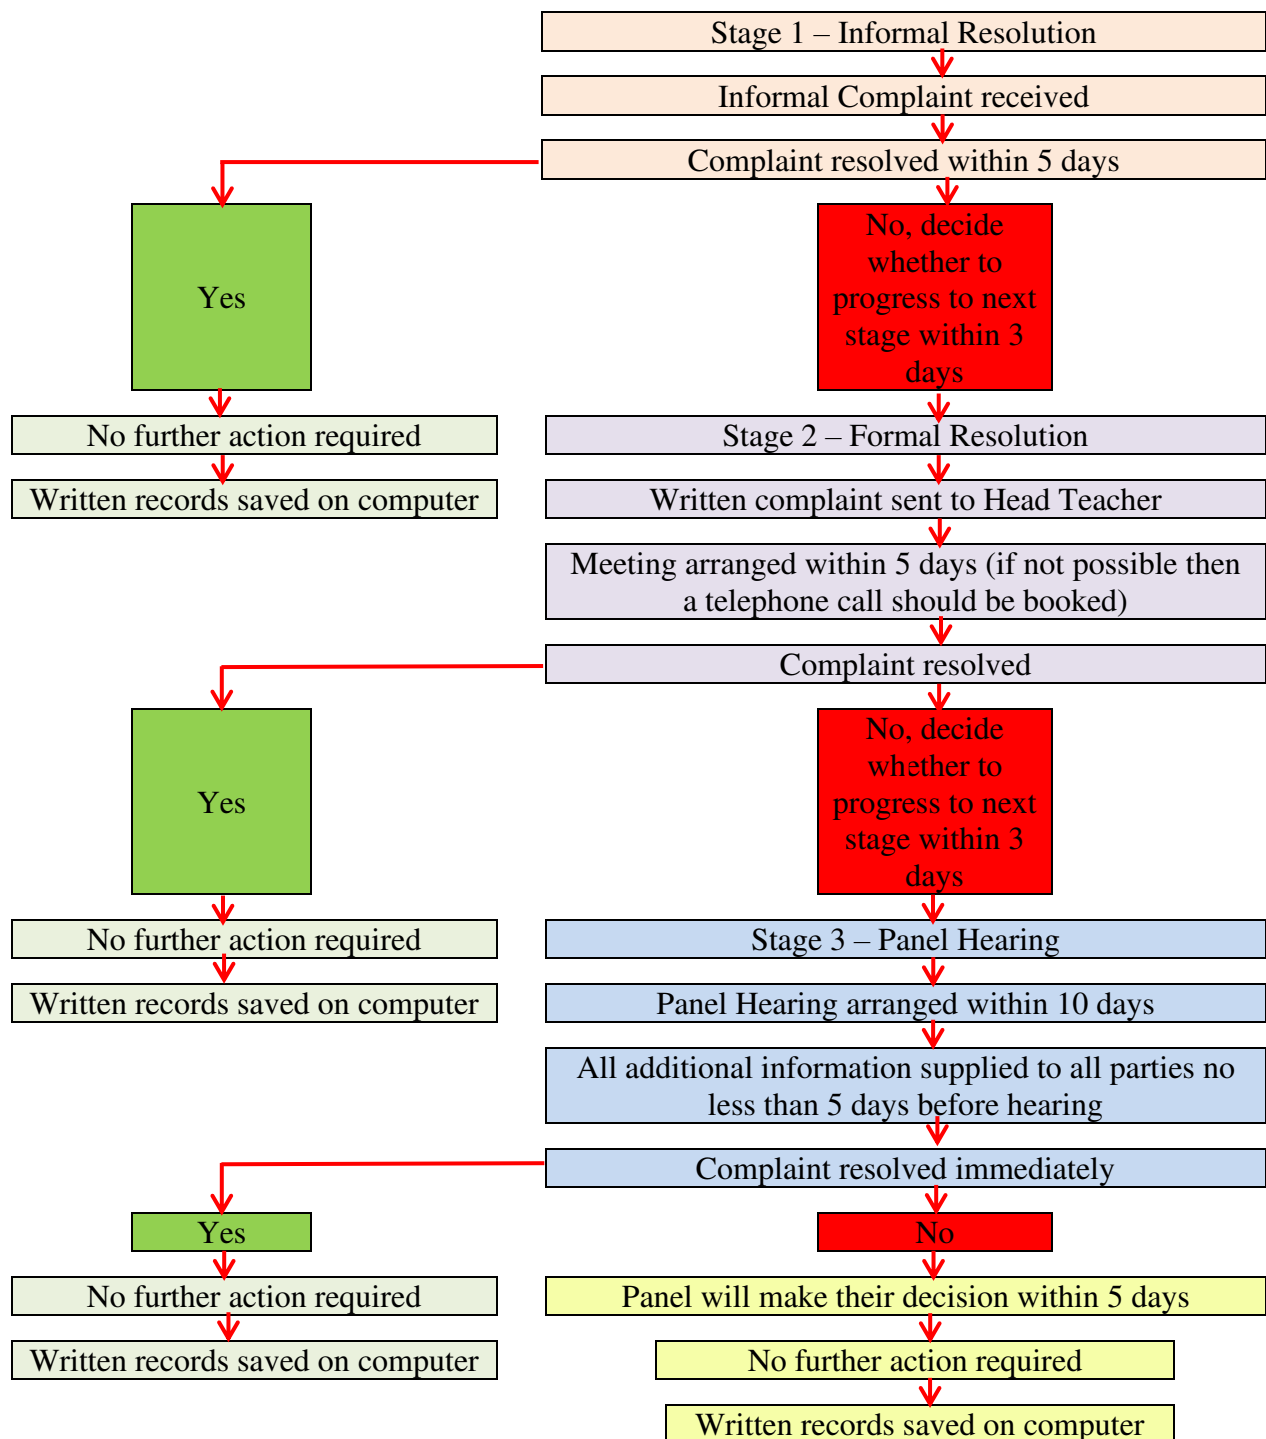 Stage 1 – Informal Resolution
Informal Complaint received
Complaint resolved within 5 days
Yes
No, decide
whether to
progress to next
stage within 3
days
No further action required
Stage 2 – Formal Resolution
Written records saved on computer
Written complaint sent to Head Teacher
Meeting arranged within 5 days (if not possible then
a telephone call should be booked)
Complaint resolved
Yes
No, decide
whether to
progress to next
stage within 3
days
No further action required
Stage 3 – Panel Hearing
Written records saved on computer
Panel Hearing arranged within 10 days
All additional information supplied to all parties no
less than 5 days before hearing
Complaint resolved immediately
Yes
No
No further action required
Panel will make their decision within 5 days
Written records saved on computer
No further action required
Written records saved on computer